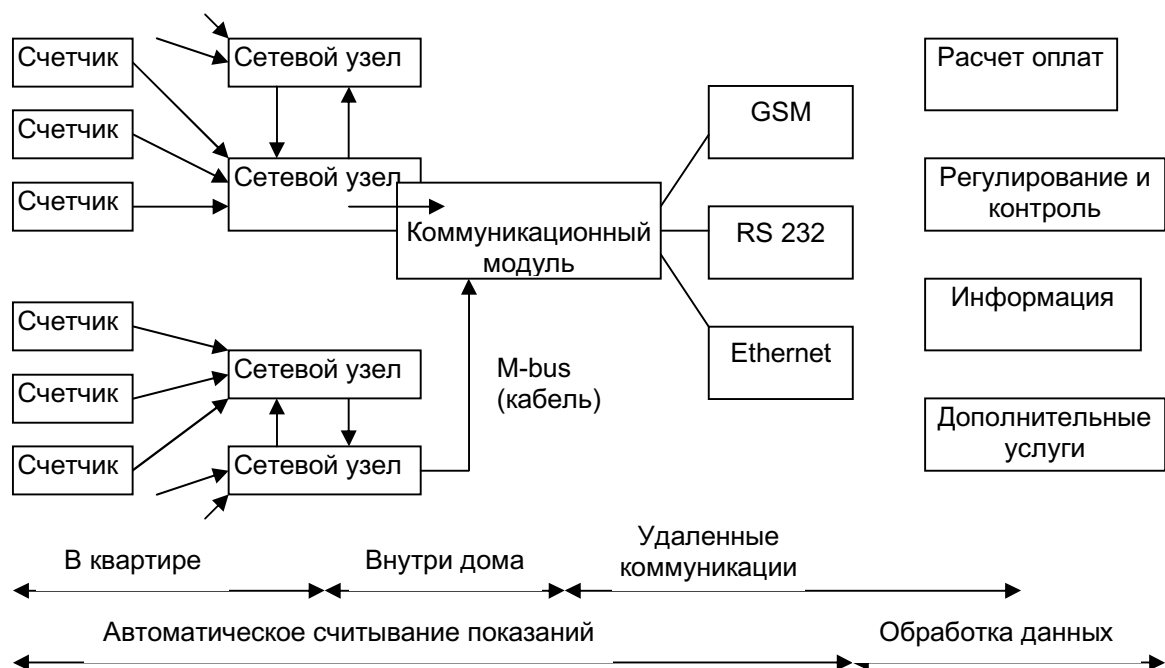 Счетчик
Счетчик
Счетчик
Сетевой узел
Сетевой узел
Коммуникационный
модуль
GSM
RS 232
Ethernet
Расчет оплат
Регулирование и
контроль
Информация
Дополнительные
услуги
Счетчик
Счетчик
Счетчик
Сетевой узел
Сетевой узел
M-bus
(кабель)
В квартире
Внутри дома
Удаленные
коммуникации
Автоматическое считывание показаний
Обработка данных